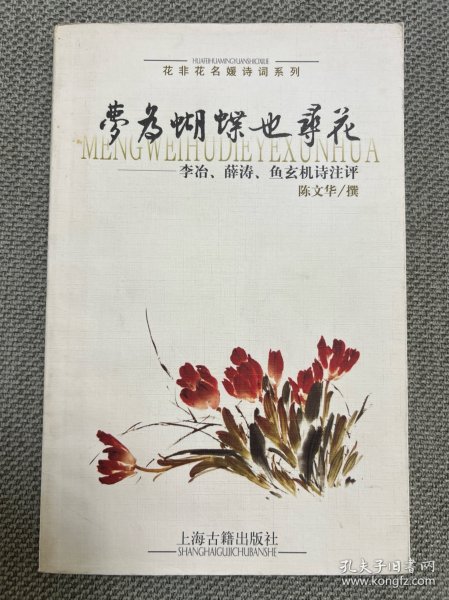 HUAFEIHUAMINGYUANSHICIXILIE
花非花名媛诗词系列
夢为蝴蝶也尋花
MENGWEIHUDIEYEXUNHUA
——李冶、薛涛、鱼玄机诗注评
陈文华/撰
上海古籍出版社
SHANGHAIGUJICHUBANSHE
孔夫子旧书网
www.kongfz.com